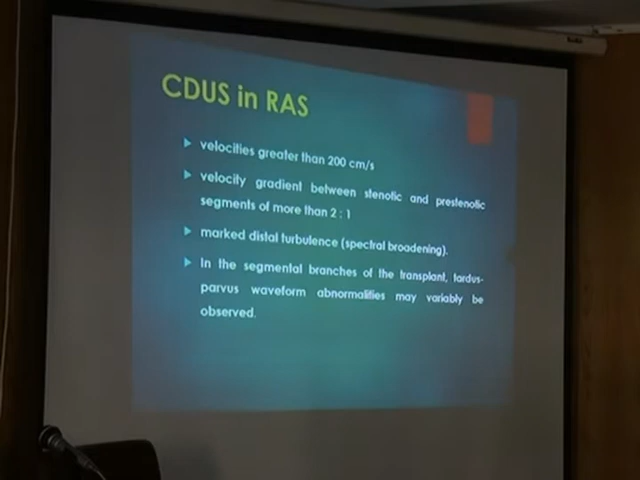 CDUS in RAS
velocities greater than 200 cm/s
velocity gradient between stenotic and prestenotic
segments of more than 2 : 1
marked distal turbulence (spectral broadening).
In the segmental branches of the transplant, tardus-
parvus waveform abnormalities may variably be
observed.